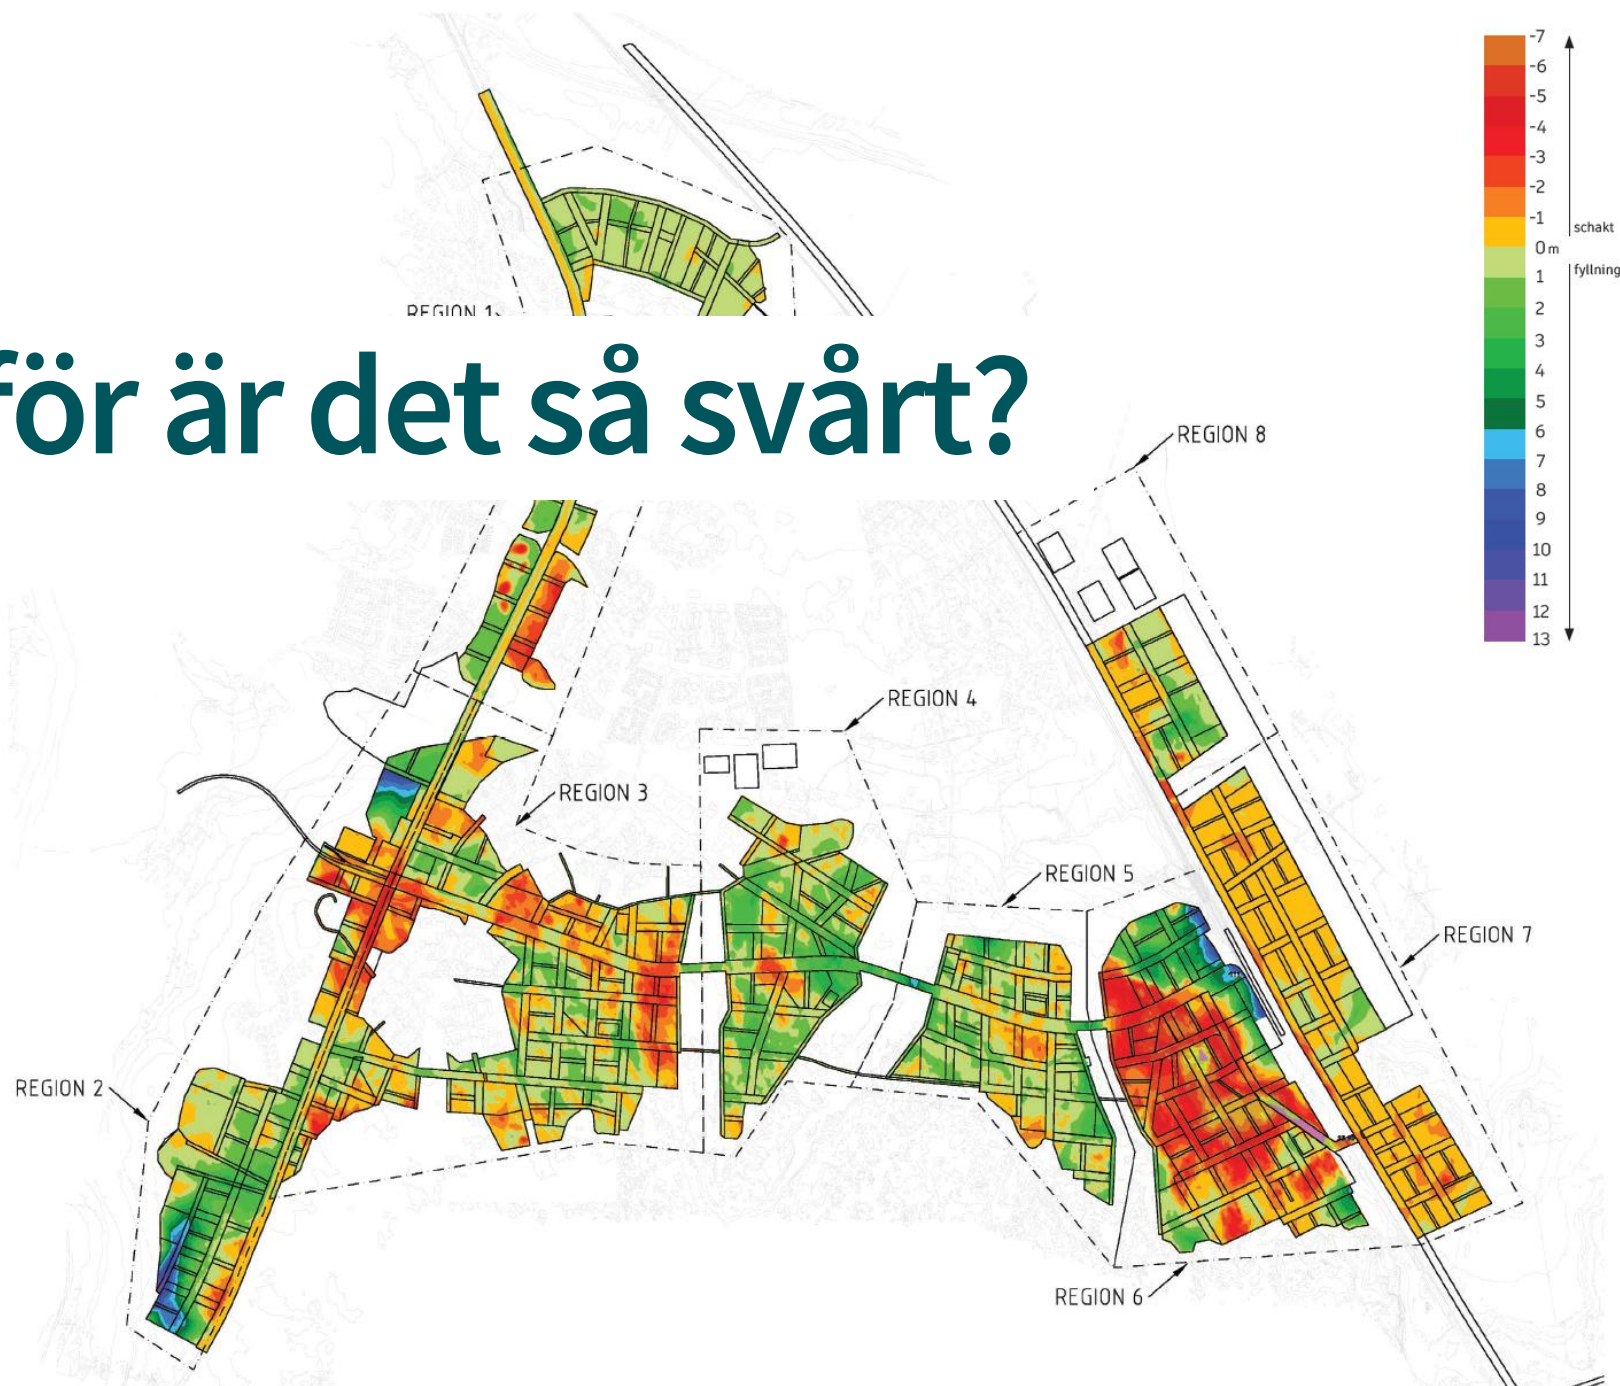 -7
-6
-5
-4
-3
-2
-1
schakt
0 m
fyllning
1
2
3
4
5
6
7
8
9
10
11
12
13
REGION 1
för är det så svårt?
REGION 8
REGION 4
REGION 3
REGION 5
REGION 7
REGION 2
REGION 6